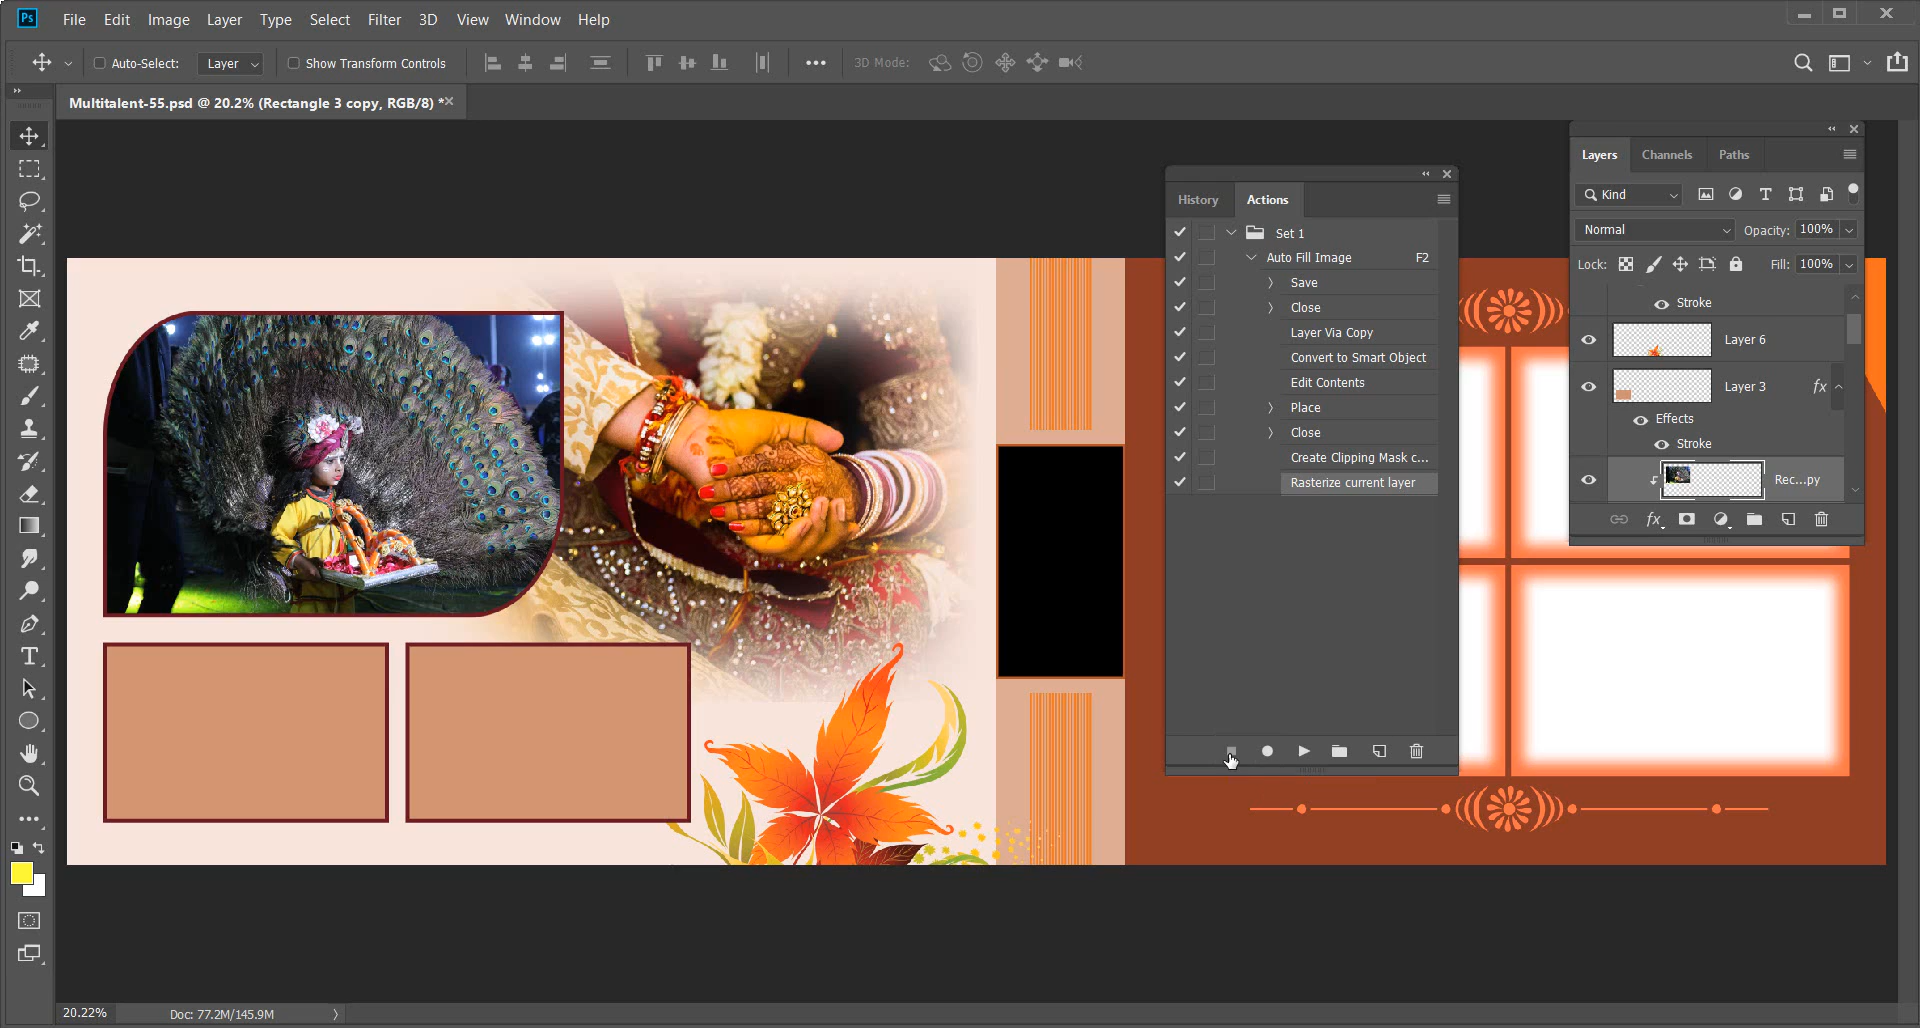 Ps File Edit Image Layer Type Select Filter 3D View Window Help
Auto-Select: Layer Show Transform Controls 3D Mode:
Multitalent-55.psd @ 20.2% (Rectangle 3 copy, RGB/8) *
History Actions
Set 1
Auto Fill Image F2
Save
Close
Layer Via Copy
Convert to Smart Object
Edit Contents
Place
Close
Create Clipping Mask c...
Rasterize current layer
Layers Channels Paths
Kind
Normal Opacity: 100%
Lock: Fill: 100%
Stroke
Layer 6
Layer 3 fx
Effects
Stroke
Rec...py
fx
20.22% Doc: 77.2M/145.9M